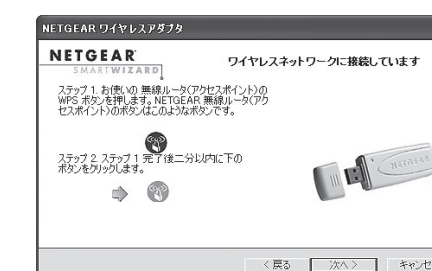 NETGEAR ワイヤレスアダプタ
NETGEAR
SMARTWIZARD
ワイヤレスネットワークに接続しています
ステップ 1. お使いの 無線ルータ(アクセスポイント)の
WPS ボタンを押します。NETGEAR 無線ルータ(アク
セスポイント)のボタンはこのようなボタンです。
ステップ 2. ステップ 1 完了後二分以内に下の
ボタンをクリックします。
NETGEAR
< 戻る
次へ >
キャンセ